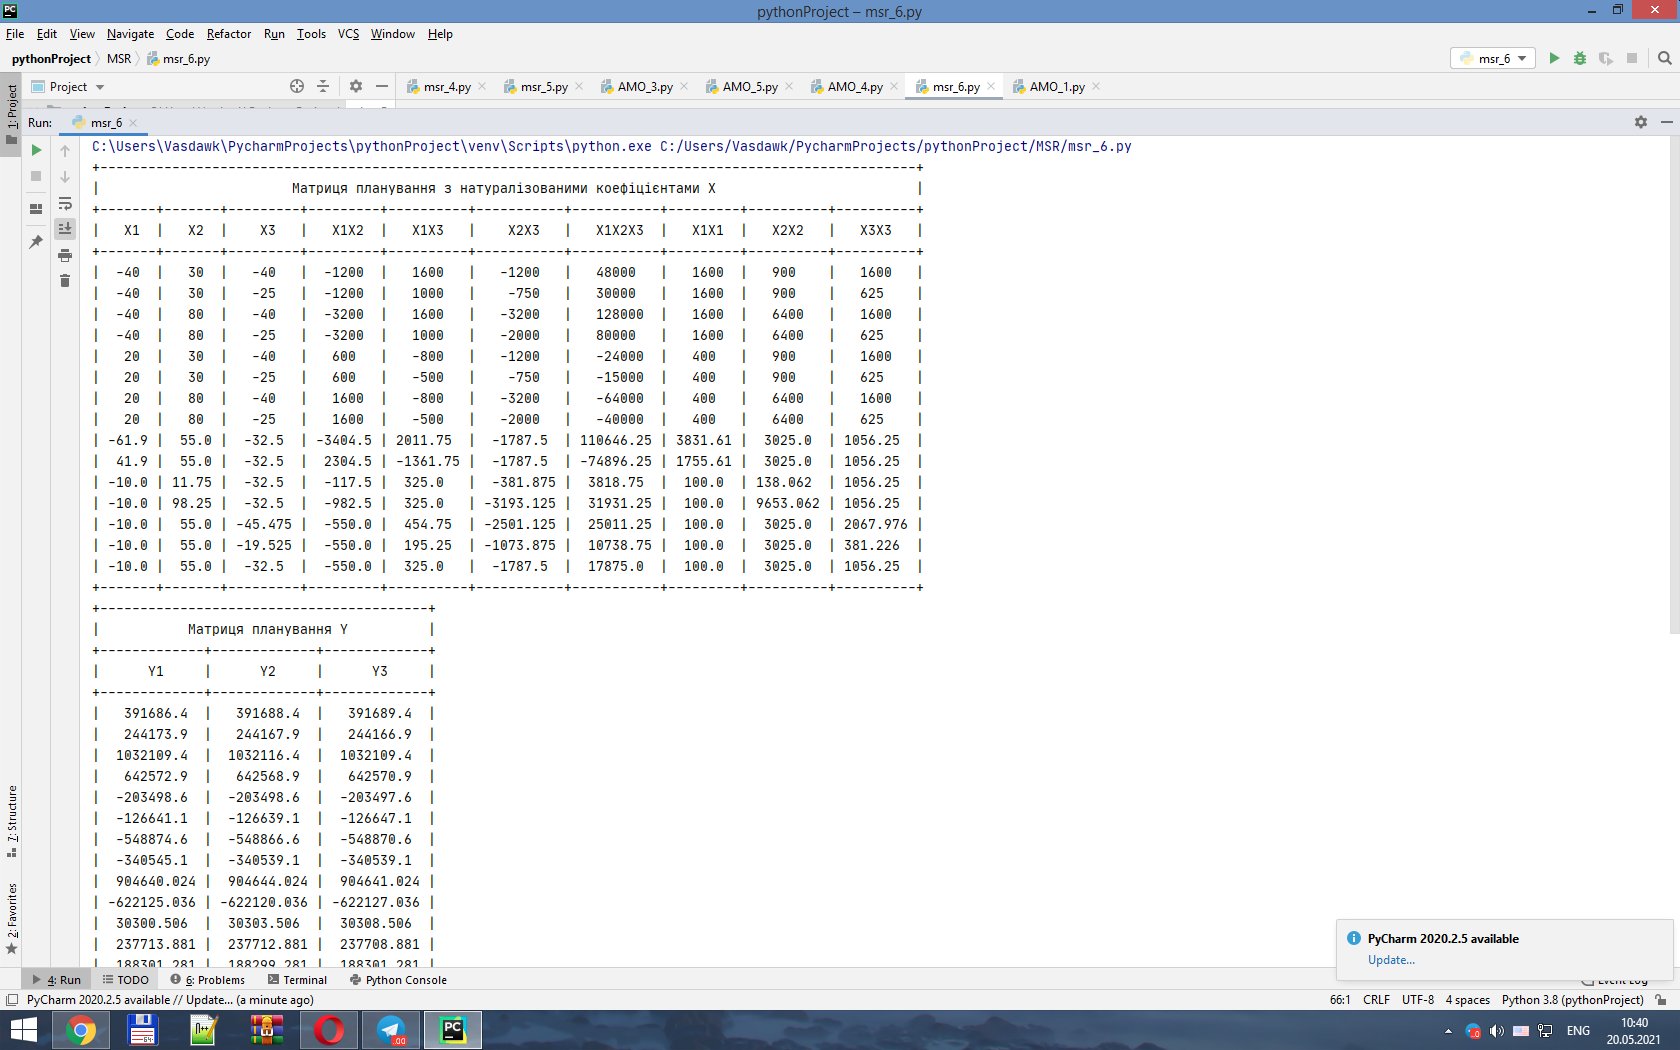 pythonProject – msr_6.py
File Edit View Navigate Code Refactor Run Tools VCS Window Help
pythonProject MSR msr_6.py msr_6
Project msr_4.py msr_5.py AMO_3.py AMO_5.py AMO_4.py msr_6.py AMO_1.py
1: Project
Run: msr_6
C:\Users\Vasdawk\PycharmProjects\pythonProject\venv\Scripts\python.exe C:/Users/Vasdawk/PycharmProjects/pythonProject/MSR/msr_6.py
Матриця планування з натуралізованими коефіцієнтами X
| X1 | X2 | X3 | X1X2 | X1X3 | X2X3 | X1X2X3 | X1X1 | X2X2 | X3X3 |
| -40 | 30 | -40 | -1200 | 1600 | -1200 | 48000 | 1600 | 900 | 1600 |
| -40 | 30 | -25 | -1200 | 1000 | -750 | 30000 | 1600 | 900 | 625 |
| -40 | 80 | -40 | -3200 | 1600 | -3200 | 128000 | 1600 | 6400 | 1600 |
| -40 | 80 | -25 | -3200 | 1000 | -2000 | 80000 | 1600 | 6400 | 625 |
| 20 | 30 | -40 | 600 | -800 | -1200 | -24000 | 400 | 900 | 1600 |
| 20 | 30 | -25 | 600 | -500 | -750 | -15000 | 400 | 900 | 625 |
| 20 | 80 | -40 | 1600 | -800 | -3200 | -64000 | 400 | 6400 | 1600 |
| 20 | 80 | -25 | 1600 | -500 | -2000 | -40000 | 400 | 6400 | 625 |
| -61.9 | 55.0 | -32.5 | -3404.5 | 2011.75 | -1787.5 | 110646.25 | 3831.61 | 3025.0 | 1056.25 |
| 41.9 | 55.0 | -32.5 | 2304.5 | -1361.75 | -1787.5 | -74896.25 | 1755.61 | 3025.0 | 1056.25 |
| -10.0 | 11.75 | -32.5 | -117.5 | 325.0 | -381.875 | 3818.75 | 100.0 | 138.062 | 1056.25 |
| -10.0 | 98.25 | -32.5 | -982.5 | 325.0 | -3193.125 | 31931.25 | 100.0 | 9653.062 | 1056.25 |
| -10.0 | 55.0 | -45.475 | -550.0 | 454.75 | -2501.125 | 25011.25 | 100.0 | 3025.0 | 2067.976 |
| -10.0 | 55.0 | -19.525 | -550.0 | 195.25 | -1073.875 | 10738.75 | 100.0 | 3025.0 | 381.226 |
| -10.0 | 55.0 | -32.5 | -550.0 | 325.0 | -1787.5 | 17875.0 | 100.0 | 3025.0 | 1056.25 |
Матриця планування Y
| Y1 | Y2 | Y3 |
| 391686.4 | 391688.4 | 391689.4 |
| 244173.9 | 244167.9 | 244166.9 |
| 1032109.4 | 1032116.4 | 1032109.4 |
| 642572.9 | 642568.9 | 642570.9 |
| -203498.6 | -203498.6 | -203497.6 |
| -126641.1 | -126639.1 | -126647.1 |
| -548874.6 | -548866.6 | -548870.6 |
| -340545.1 | -340539.1 | -340539.1 |
| 904640.024 | 904644.024 | 904641.024 |
| -622125.036 | -622120.036 | -622127.036 |
| 30300.506 | 30303.506 | 30308.506 |
| 237713.881 | 237712.881 | 237708.881 |
| 188301.281 | 188299.281 | 188301.281 |
7: Structure
2: Favorites
PyCharm 2020.2.5 available
Update...
4: Run TODO 6: Problems Terminal Python Console Event Log
PyCharm 2020.2.5 available // Update... (a minute ago) 66:1 CRLF UTF-8 4 spaces Python 3.8 (pythonProject)
ENG 10:40
20.05.2021